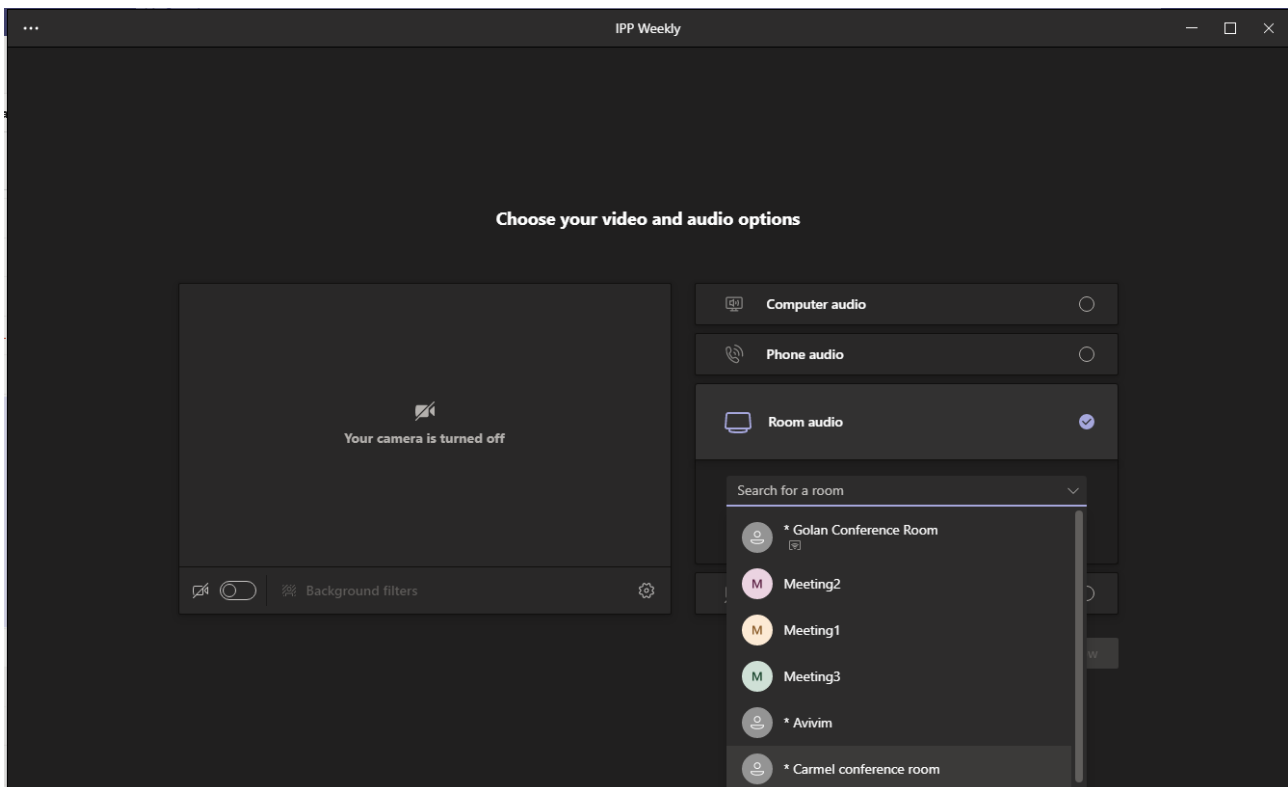 IPP Weekly
Choose your video and audio options
Your camera is turned off
Background filters
Computer audio
Phone audio
Room audio
Search for a room
* Golan Conference Room
M Meeting2
M Meeting1
M Meeting3
* Avivim
* Carmel conference room